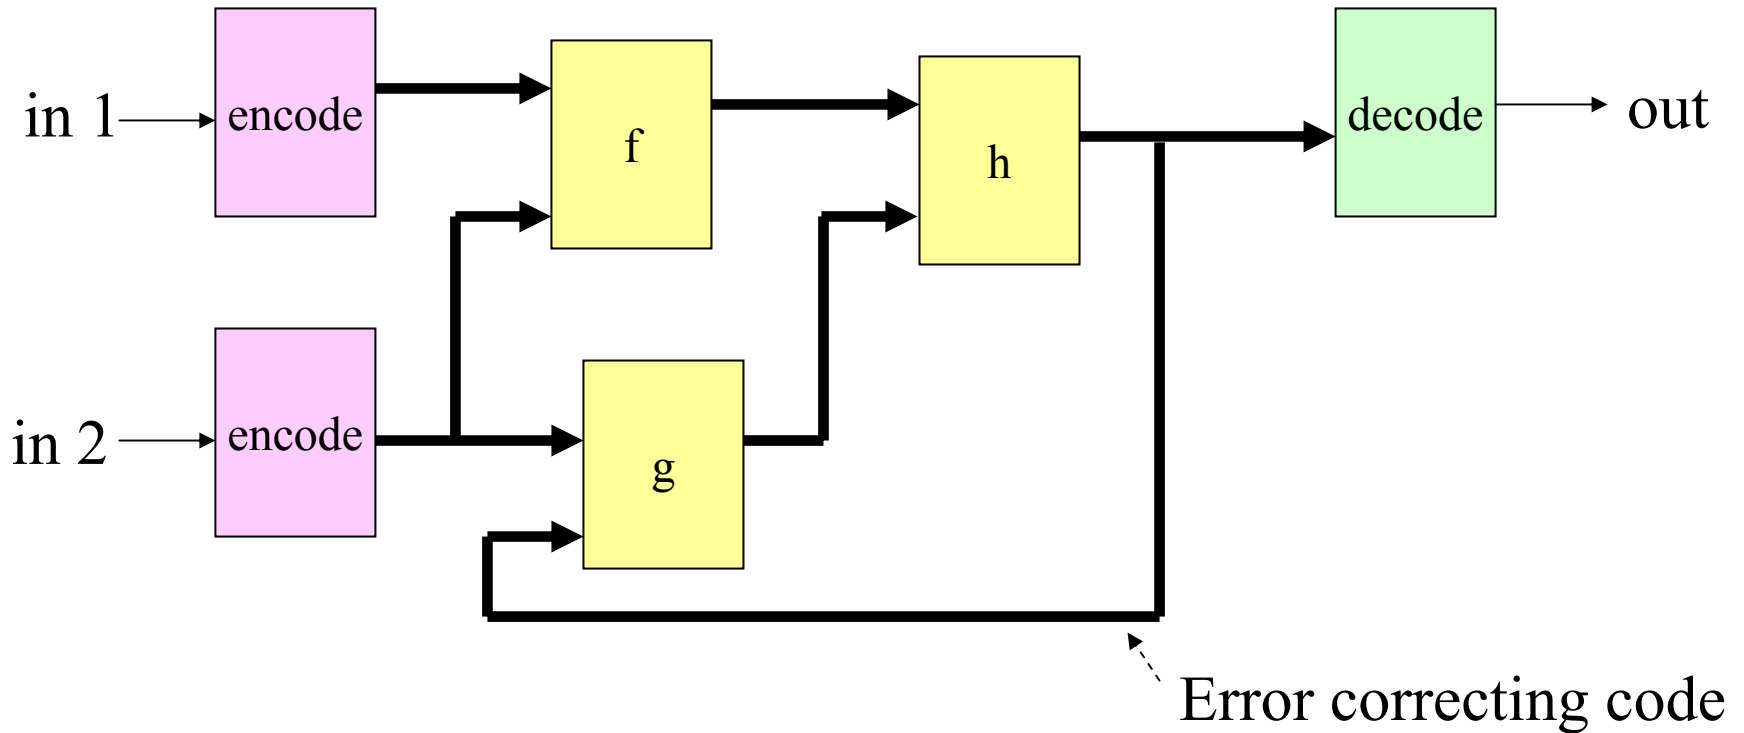 in 1
encode
f
h
decode
out
in 2
encode
g
Error correcting code